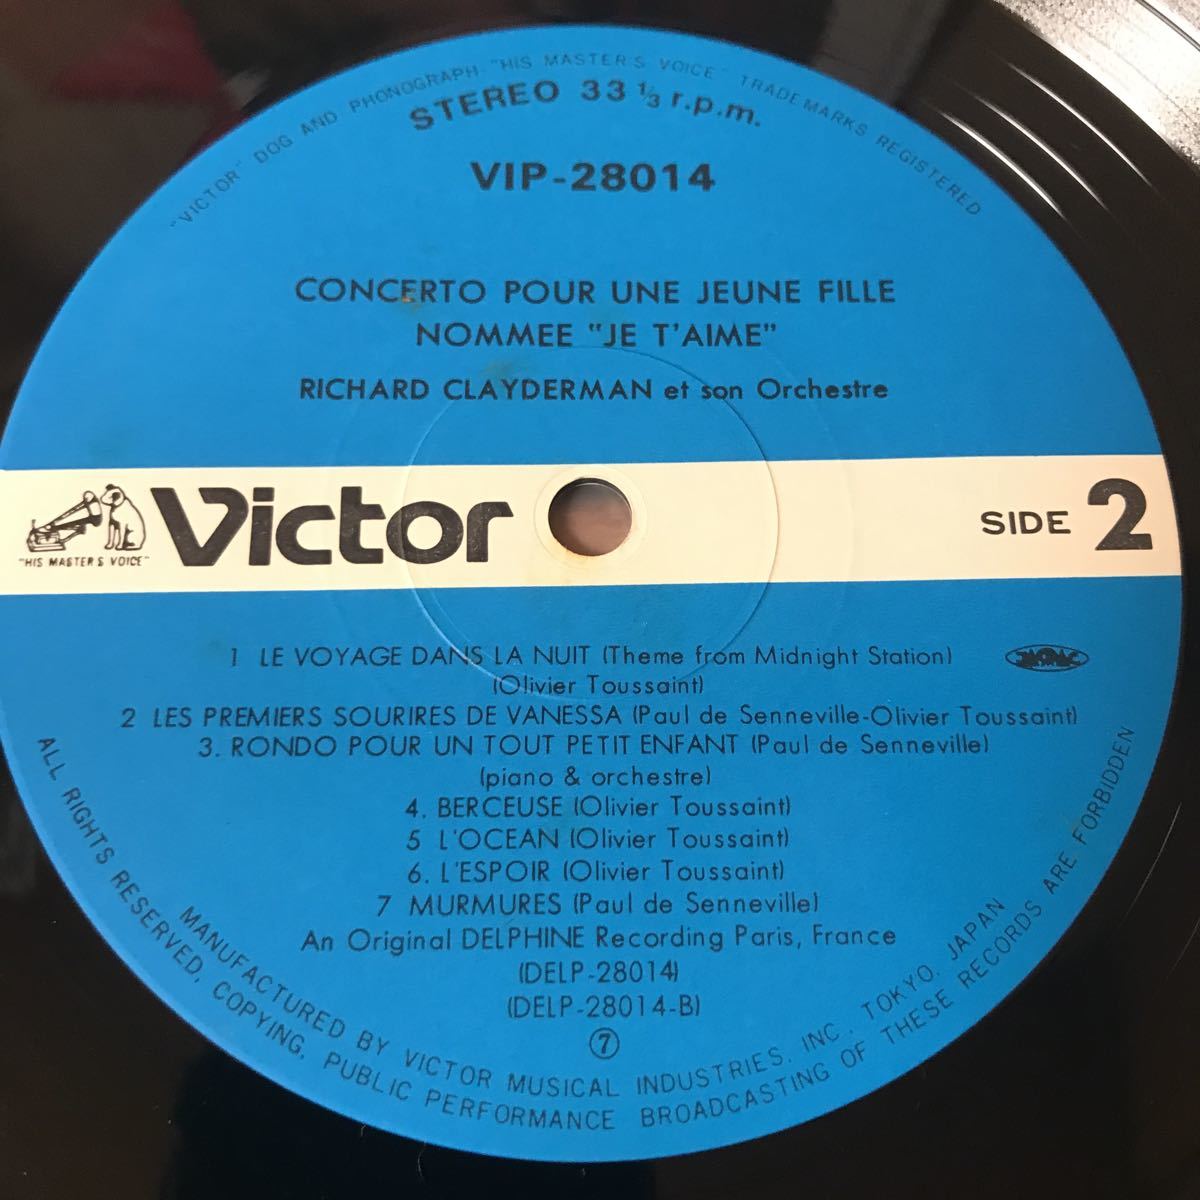 "VICTOR" DOG AND PHONOGRAPH-"HIS MASTER'S VOICE" TRADEMARKS REGISTERED
STEREO 33 ⅓ r.p.m.
VIP-28014
CONCERTO POUR UNE JEUNE FILLE
NOMMEE "JE T'AIME"
RICHARD CLAYDERMAN et son Orchestre
Victor
"HIS MASTER'S VOICE"
SIDE 2
1 LE VOYAGE DANS LA NUIT (Theme from Midnight Station)
(Olivier Toussaint)
2 LES PREMIERS SOURIRES DE VANESSA (Paul de Senneville-Olivier Toussaint)
3. RONDO POUR UN TOUT PETIT ENFANT (Paul de Senneville)
(piano & orchestre)
4. BERCEUSE (Olivier Toussaint)
5 L'OCEAN (Olivier Toussaint)
6. L'ESPOIR (Olivier Toussaint)
7 MURMURES (Paul de Senneville)
An Original DELPHINE Recording Paris, France
(DELP-28014)
(DELP-28014-B)
⑦
MANUFACTURED BY VICTOR MUSICAL INDUSTRIES, INC., TOKYO, JAPAN
ALL RIGHTS RESERVED, COPYING, PUBLIC PERFORMANCE BROADCASTING OF THESE RECORDS ARE FORBIDDEN